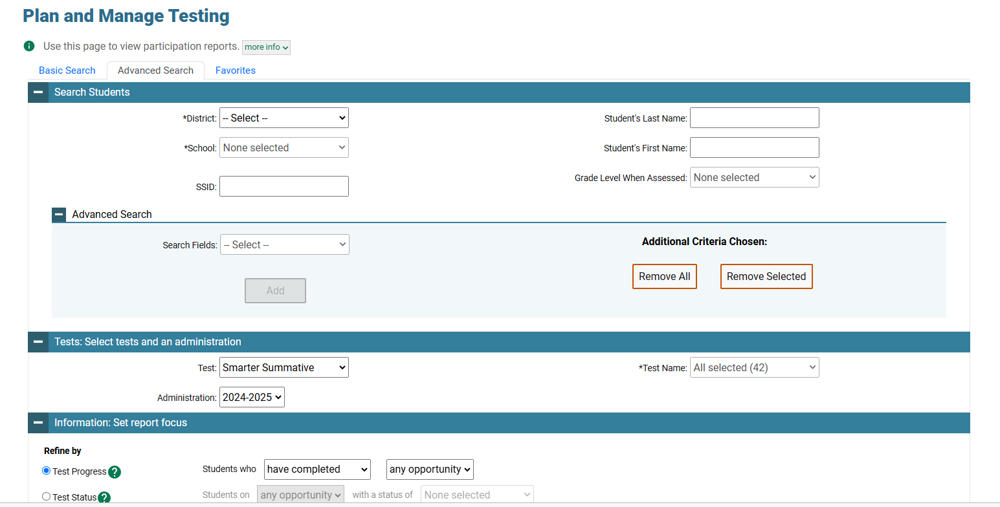 Plan and Manage Testing
Use this page to view participation reports. more info
Basic Search Advanced Search Favorites
Search Students
*District: -- Select -- Student's Last Name:
*School: None selected Student's First Name:
Grade Level When Assessed: None selected
SSID:
Advanced Search
Search Fields: -- Select -- Additional Criteria Chosen:
Remove All Remove Selected
Add
Tests: Select tests and an administration
Test: Smarter Summative *Test Name: All selected (42)
Administration: 2024-2025
Information: Set report focus
Refine by
Test Progress ? Students who have completed any opportunity
Test Status ? Students on any opportunity with a status of None selected